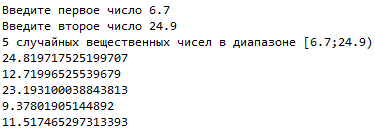 Введите первое число 6.7
Введите второе число 24.9
5 случайных вещественных чисел в диапазоне [6.7;24.9)
24.819717525199707
12.71996525539679
23.193100038843813
9.37801905144892
11.517465297313393